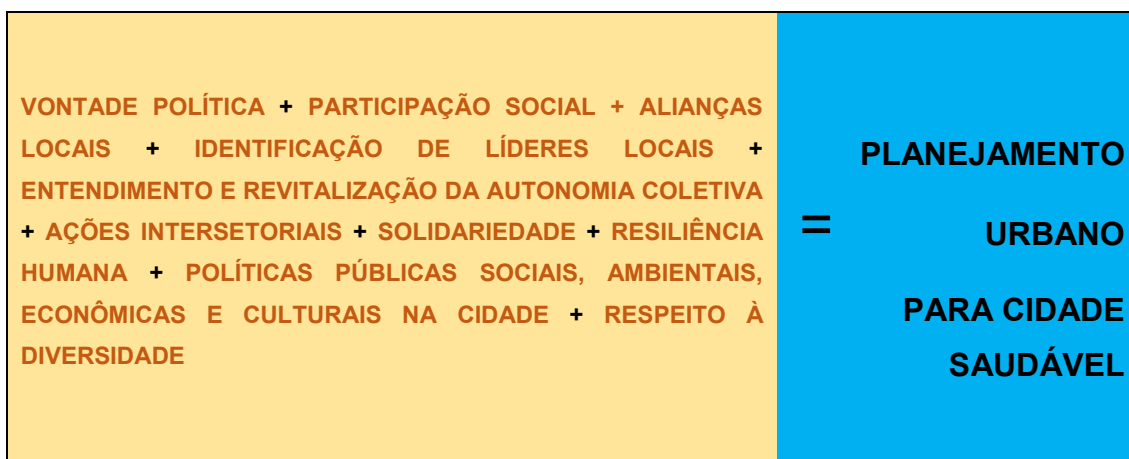 VONTADE POLÍTICA + PARTICIPAÇÃO SOCIAL + ALIANÇAS
LOCAIS + IDENTIFICAÇÃO DE LÍDERES LOCAIS +
ENTENDIMENTO E REVITALIZAÇÃO DA AUTONOMIA COLETIVA
+ AÇÕES INTERSETORIAIS + SOLIDARIEDADE + RESILIÊNCIA
HUMANA + POLÍTICAS PÚBLICAS SOCIAIS, AMBIENTAIS,
ECONÔMICAS E CULTURAIS NA CIDADE + RESPEITO À
DIVERSIDADE
=
PLANEJAMENTO
URBANO
PARA CIDADE
SAUDÁVEL